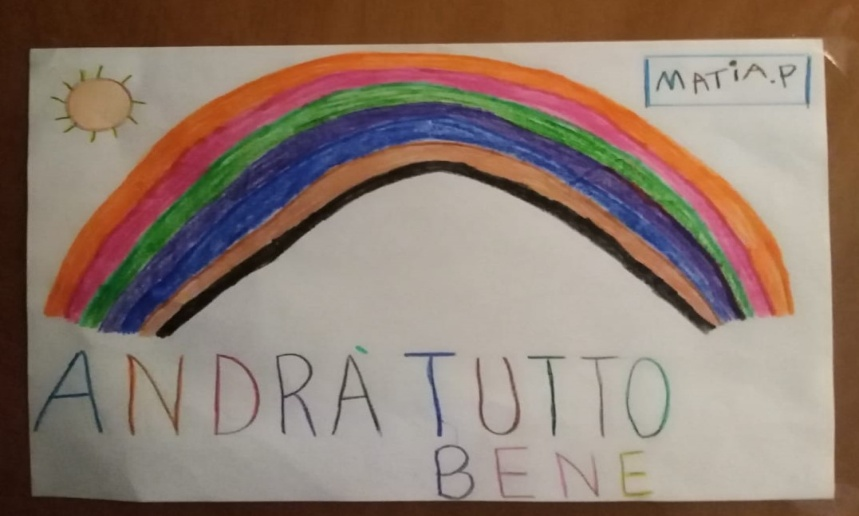 MATiA.P
ANDRÀ TUTTO
BENE